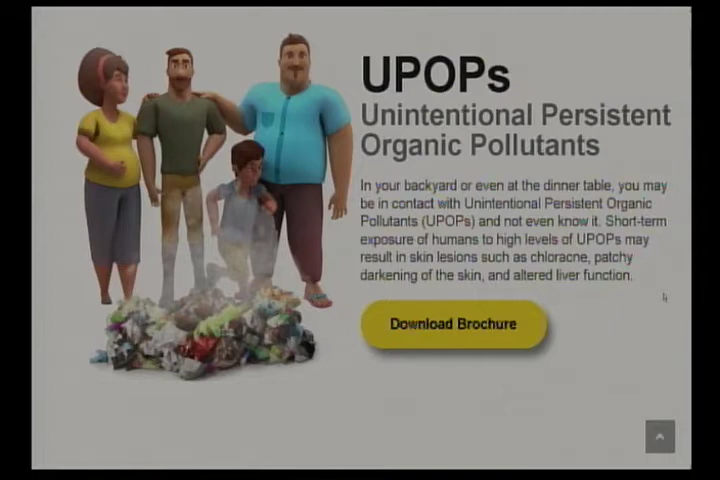 UPOPs
Unintentional Persistent
Organic Pollutants
In your backyard or even at the dinner table, you may
be in contact with Unintentional Persistent Organic
Pollutants (UPOPs) and not even know it. Short-term
exposure of humans to high levels of UPOPs may
result in skin lesions such as chloracne, patchy
darkening of the skin, and altered liver function.
Download Brochure